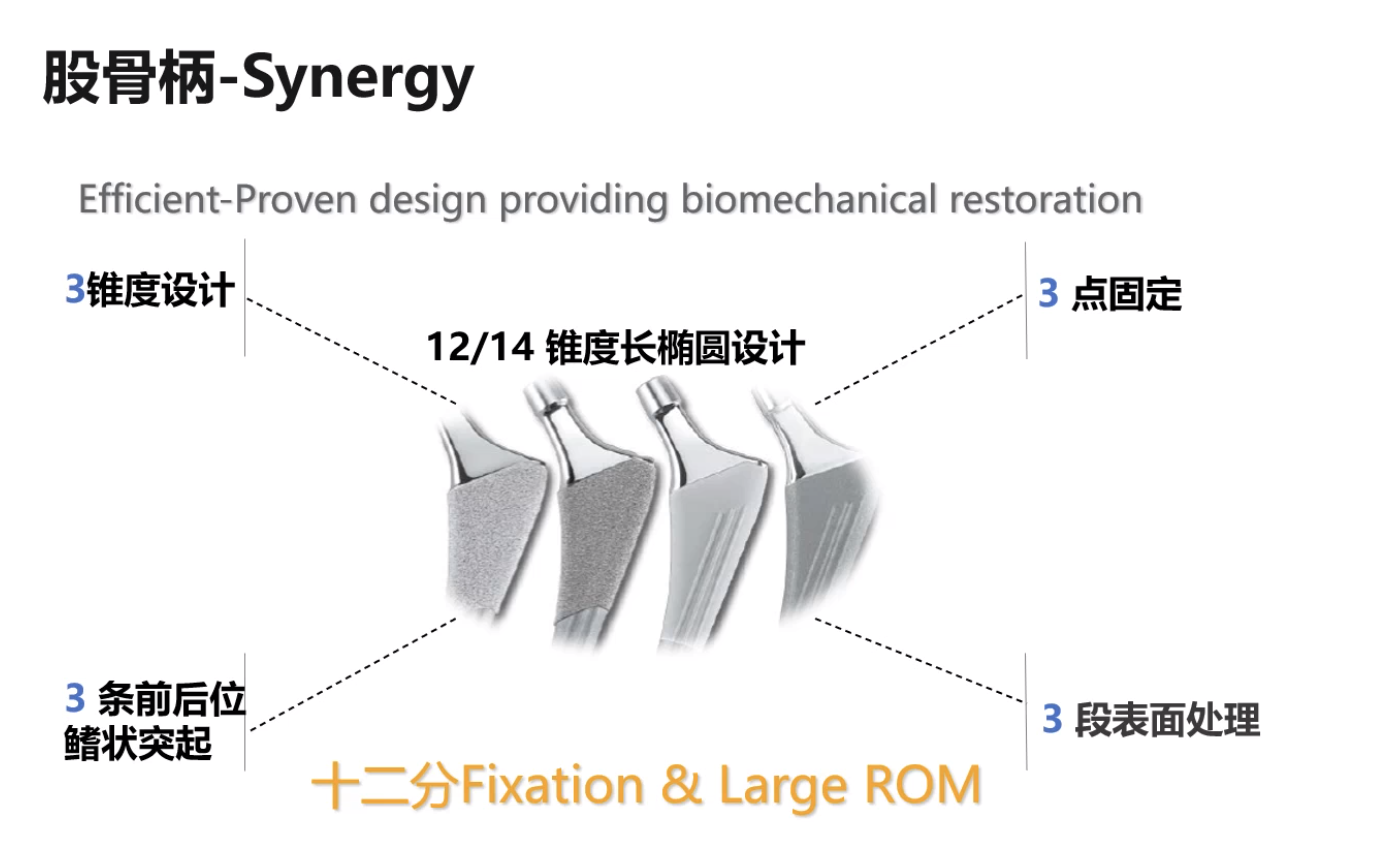 股骨柄-Synergy
Efficient-Proven design providing biomechanical restoration
3锥度设计
3 点固定
12/14 锥度长椭圆设计
3 条前后位
鳍状突起
3 段表面处理
十二分Fixation & Large ROM